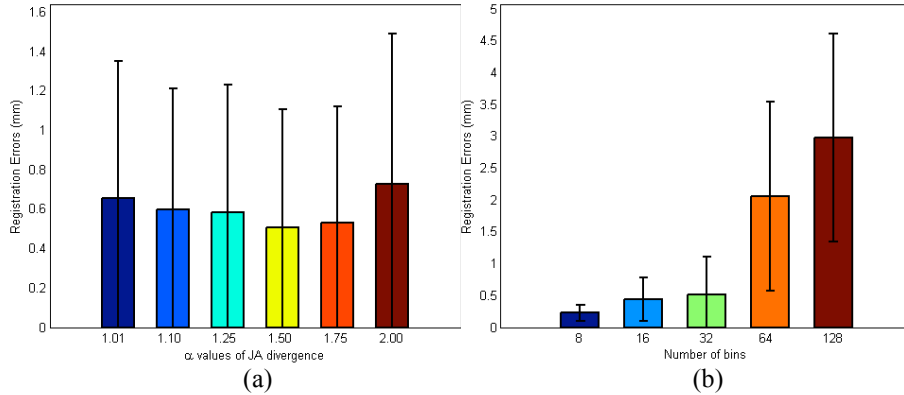 1.6
1.4
1.2
1
0.8
0.6
0.4
0.2
0
Registration Errors (mm)
1.01 1.10 1.25 1.50 1.75 2.00
α values of JA divergence
(a)
5
4.5
4
3.5
3
2.5
2
1.5
1
0.5
0
Registration Errors (mm)
8 16 32 64 128
Number of bins
(b)